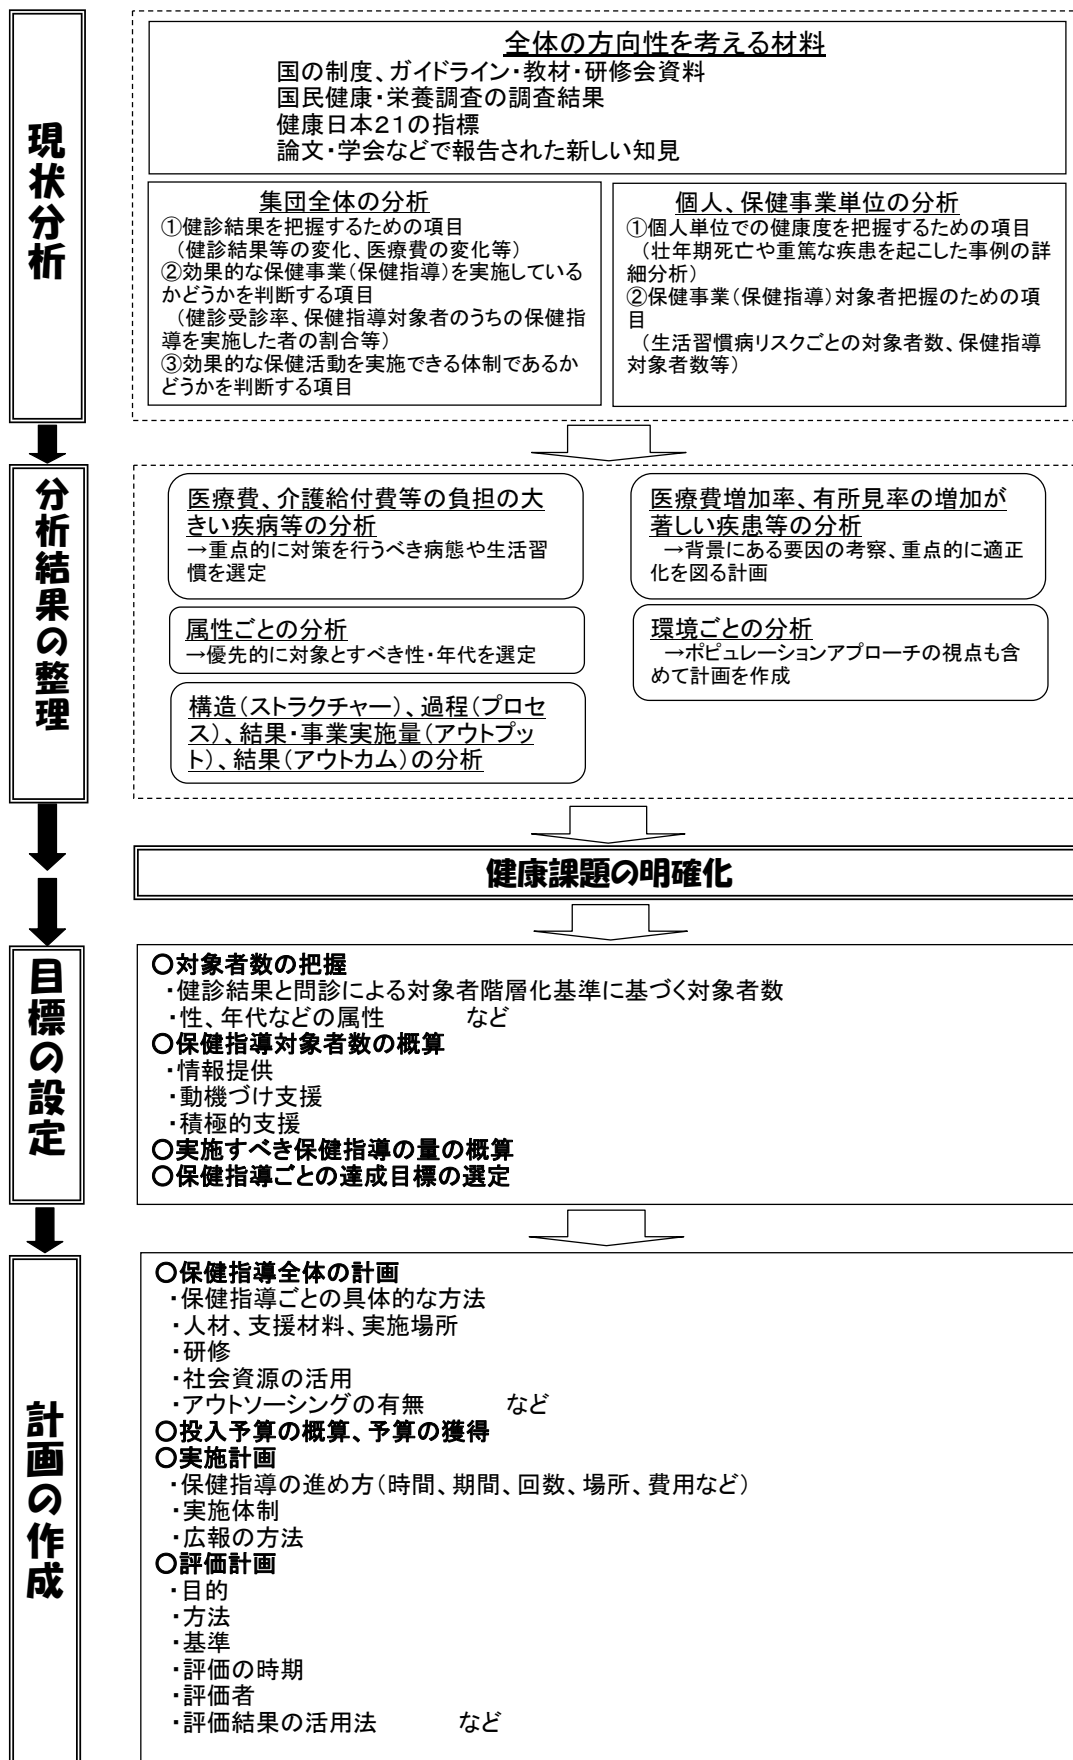 現状分析
全体の方向性を考える材料
国の制度、ガイドライン・教材・研修会資料
国民健康・栄養調査の調査結果
健康日本21の指標
論文・学会などで報告された新しい知見
集団全体の分析
①健診結果を把握するための項目
（健診結果等の変化、医療費の変化等）
②効果的な保健事業（保健指導）を実施している
かどうかを判断する項目
（健診受診率、保健指導対象者のうちの保健指
導を実施した者の割合等）
③効果的な保健活動を実施できる体制であるか
どうかを判断する項目
個人、保健事業単位の分析
①個人単位での健康度を把握するための項目
（壮年期死亡や重篤な疾患を起こした事例の詳
細分析）
②保健事業（保健指導）対象者把握のための項
目
（生活習慣病リスクごとの対象者数、保健指導
対象者数等）
分析結果の整理
医療費、介護給付費等の負担の大
きい疾病等の分析
→重点的に対策を行うべき病態や生活習
慣を選定
医療費増加率、有所見率の増加が
著しい疾患等の分析
→背景にある要因の考察、重点的に適正
化を図る計画
属性ごとの分析
→優先的に対象とすべき性・年代を選定
環境ごとの分析
→ポピュレーションアプローチの視点も含
めて計画を作成
構造（ストラクチャー）、過程（プロセ
ス）、結果・事業実施量（アウトプッ
ト）、結果（アウトカム）の分析
健康課題の明確化
目標の設定
○対象者数の把握
・健診結果と問診による対象者階層化基準に基づく対象者数
・性、年代などの属性　　　など
○保健指導対象者数の概算
・情報提供
・動機づけ支援
・積極的支援
○実施すべき保健指導の量の概算
○保健指導ごとの達成目標の選定
計画の作成
○保健指導全体の計画
・保健指導ごとの具体的な方法
・人材、支援材料、実施場所
・研修
・社会資源の活用
・アウトソーシングの有無　　　など
○投入予算の概算、予算の獲得
○実施計画
・保健指導の進め方（時間、期間、回数、場所、費用など）
・実施体制
・広報の方法
○評価計画
・目的
・方法
・基準
・評価の時期
・評価者
・評価結果の活用法　　　など